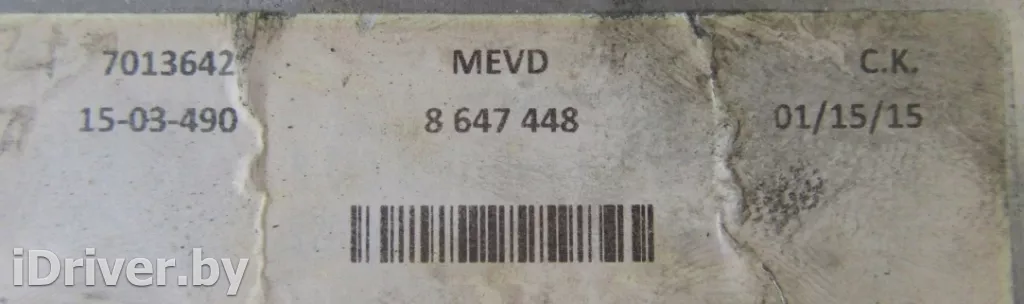 7013642 MEVD C.K.
15-03-490 8 647 448 01/15/15
iDriver.by